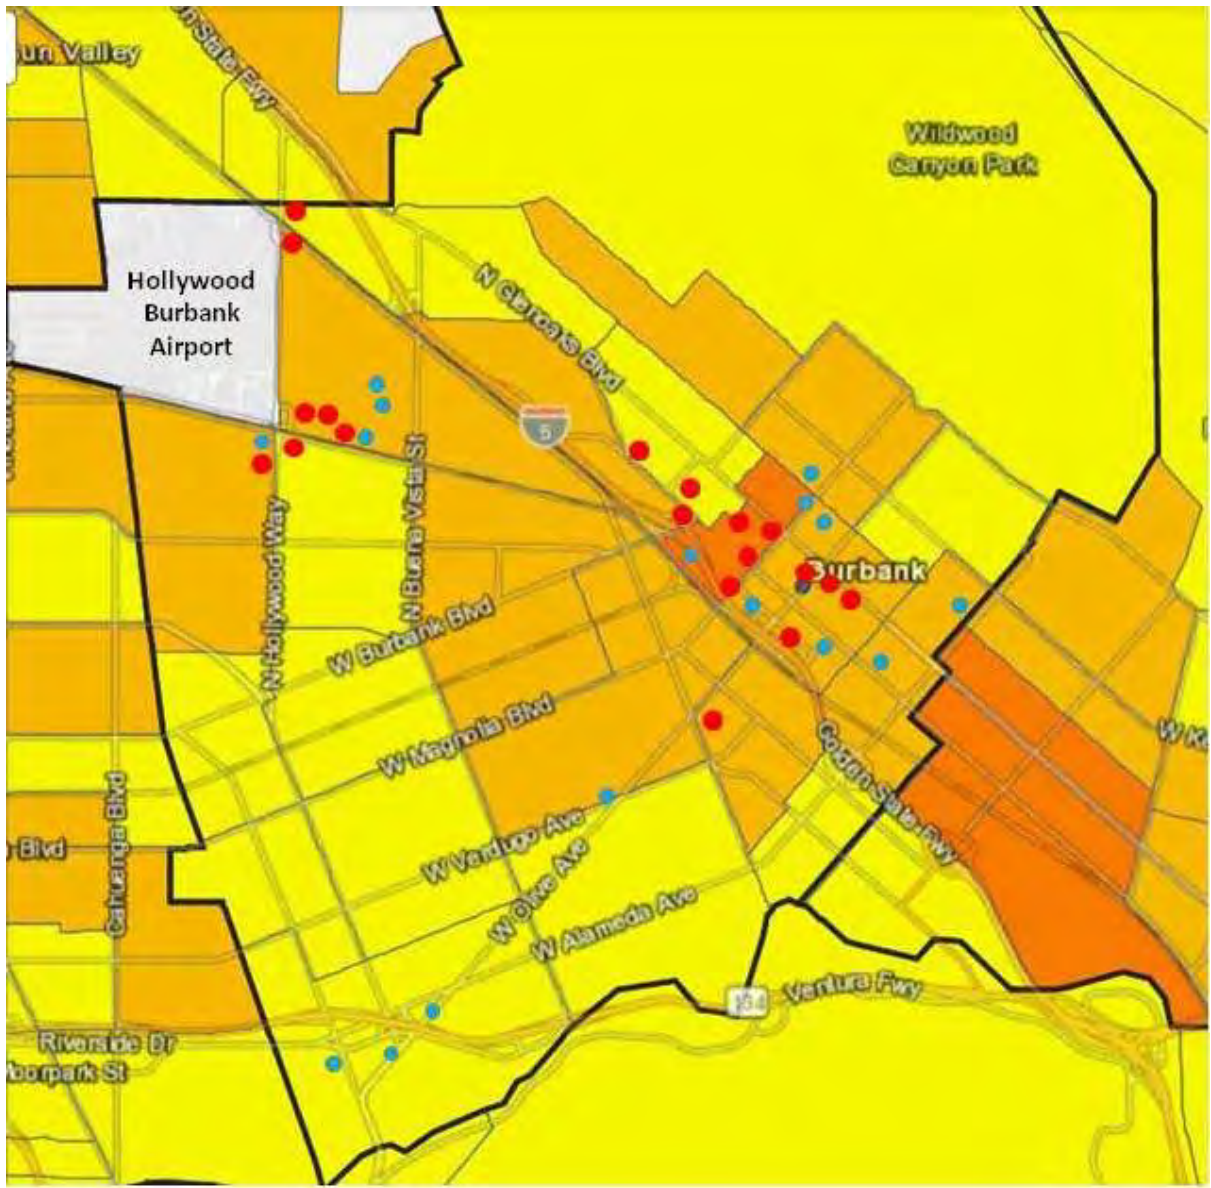 Sun Valley
State Fwy
Wildwood
Canyon Park
Hollywood
Burbank
Airport
N Glenoaks Blvd
5
N Buena Vista St
N Hollywood Way
Burbank
W Burbank Blvd
W Magnolia Blvd
Golden State Fwy
Cahuenga Blvd
Blvd
W Verdugo Ave
W Olive Ave
W Alameda Ave
134
Ventura Fwy
Riverside Dr
Moorpark St